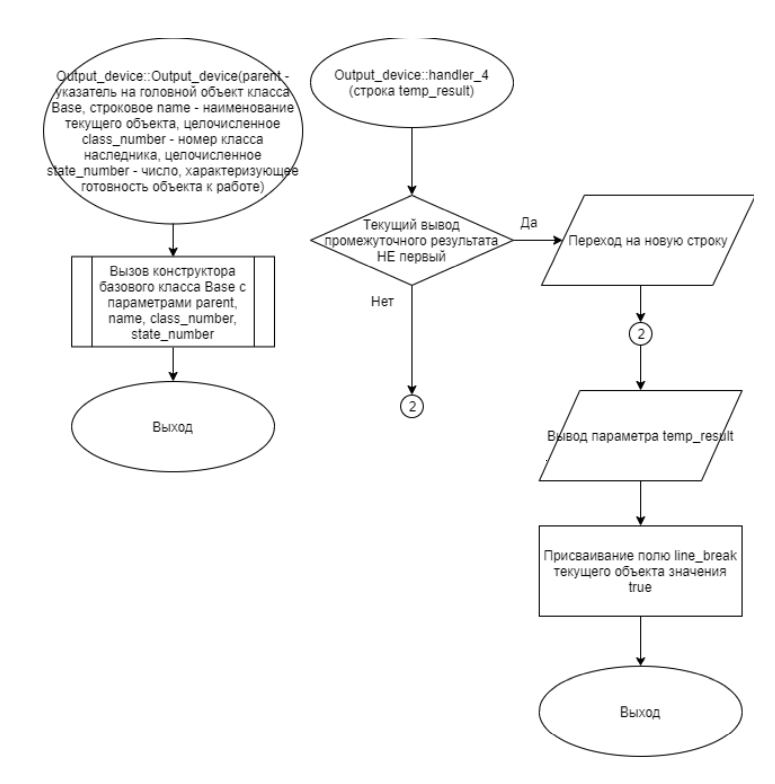 Output_device::Output_device(parent -
указатель на головной объект класса
Base, строковое name - наименование
текущего объекта, целочисленное
class_number - номер класса
наследника, целочисленное
state_number - число, характеризующее
готовность объекта к работе)
Вызов конструктора
базового класса Base с
параметрами parent,
name, class_number,
state_number
Выход
Output_device::handler_4
(строка temp_result)
Текущий вывод
промежуточного результата
НЕ первый
Да
Нет
2
Переход на новую строку
2
Вывод параметра temp_result
Присваивание полю line_break
текущего объекта значения
true
Выход